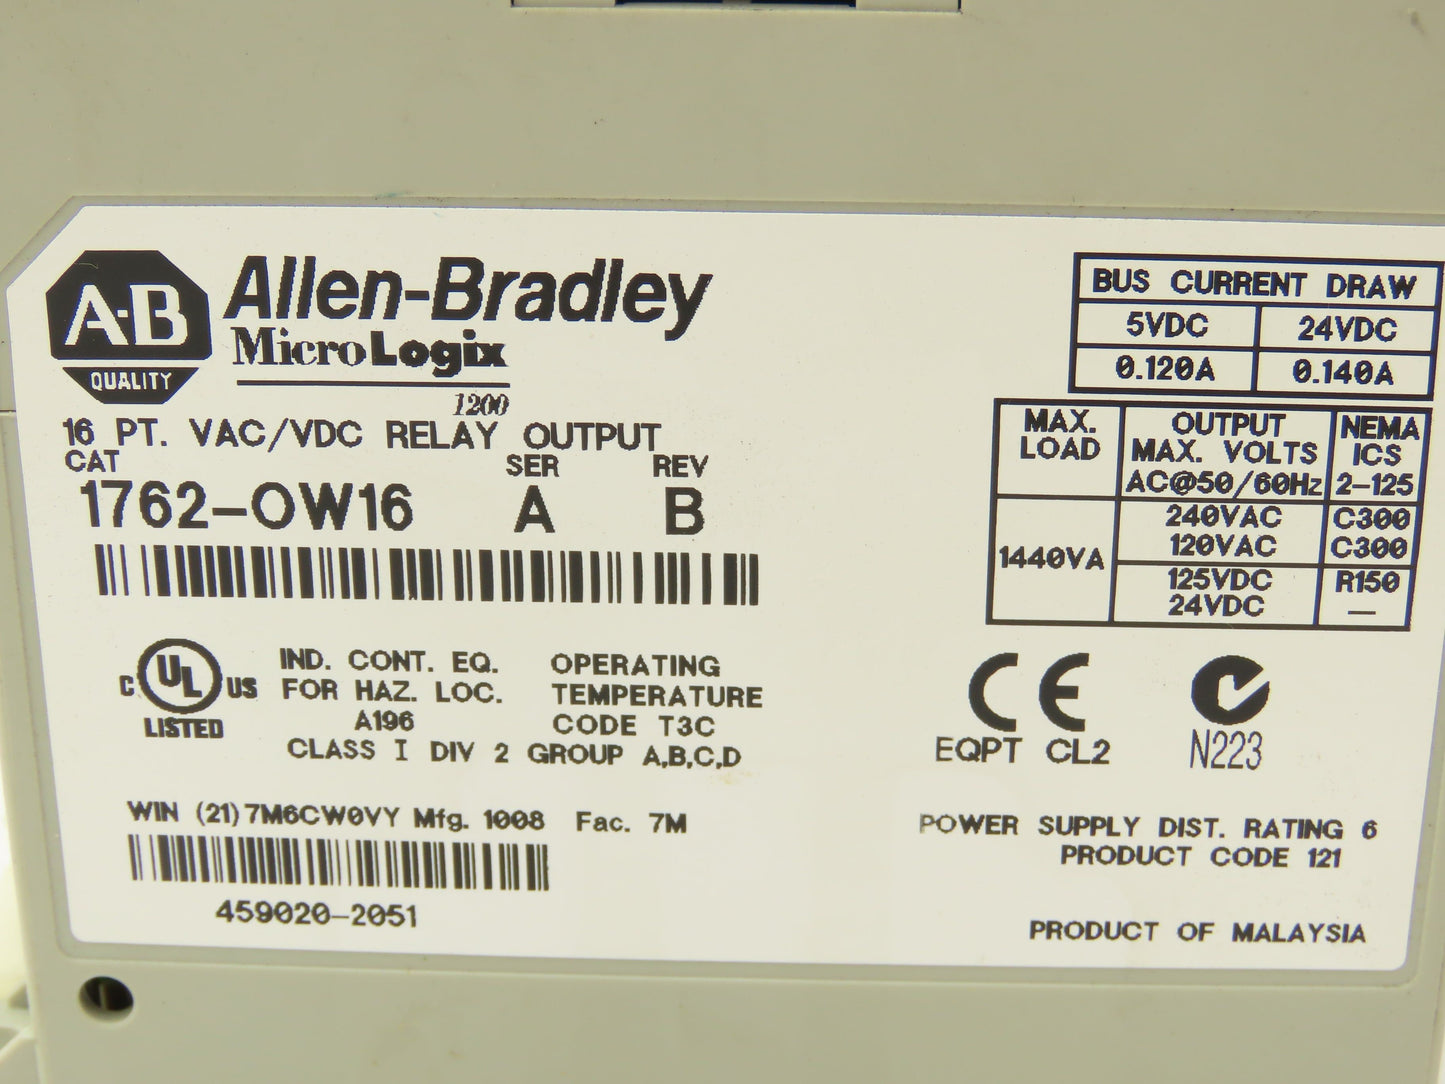 A-B
QUALITY
Allen-Bradley
MicroLogix
1200
16 PT. VAC/VDC RELAY OUTPUT
CAT SER REV
1762-OW16 A B
C UL US
LISTED
IND. CONT. EQ.
FOR HAZ. LOC.
A196
OPERATING
TEMPERATURE
CODE T3C
CLASS I DIV 2 GROUP A,B,C,D
WIN (21)7M6CW0VY Mfg. 1008 Fac. 7M
459020-2051
BUS CURRENT DRAW
5VDC 24VDC
0.120A 0.140A
MAX. LOAD
OUTPUT
MAX. VOLTS
AC@50/60Hz
NEMA
ICS
2-125
1440VA
240VAC C300
120VAC C300
125VDC R150
24VDC —
CE
EQPT CL2
N223
POWER SUPPLY DIST. RATING 6
PRODUCT CODE 121
PRODUCT OF MALAYSIA